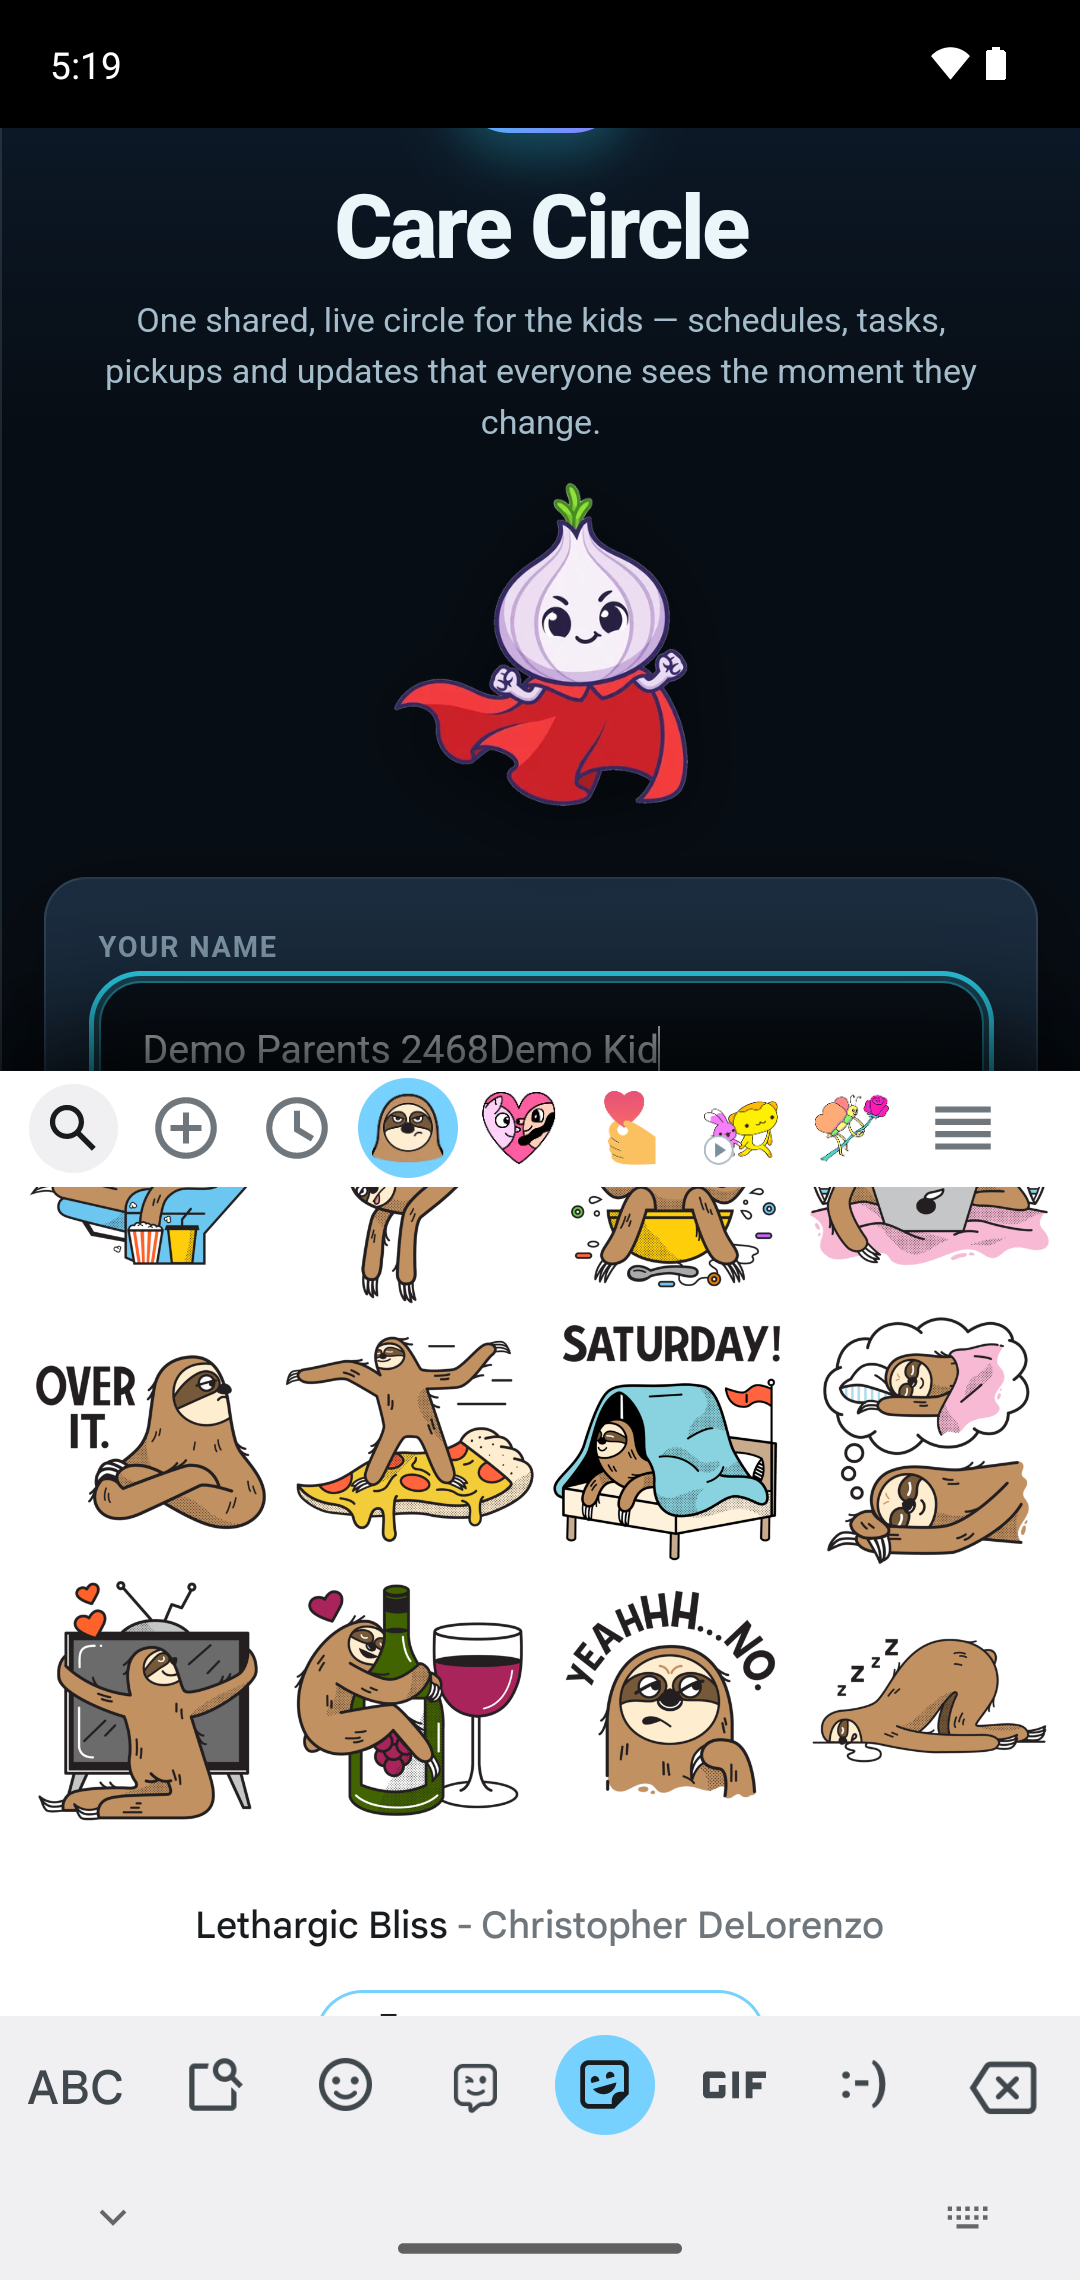 5:19
Care Circle
One shared, live circle for the kids — schedules, tasks,
pickups and updates that everyone sees the moment they
change.
YOUR NAME
Demo Parents 2468Demo Kid
OVER
IT.
SATURDAY!
YEAHHH...NO.
z z z z
Lethargic Bliss - Christopher DeLorenzo
ABC
GIF
:-)